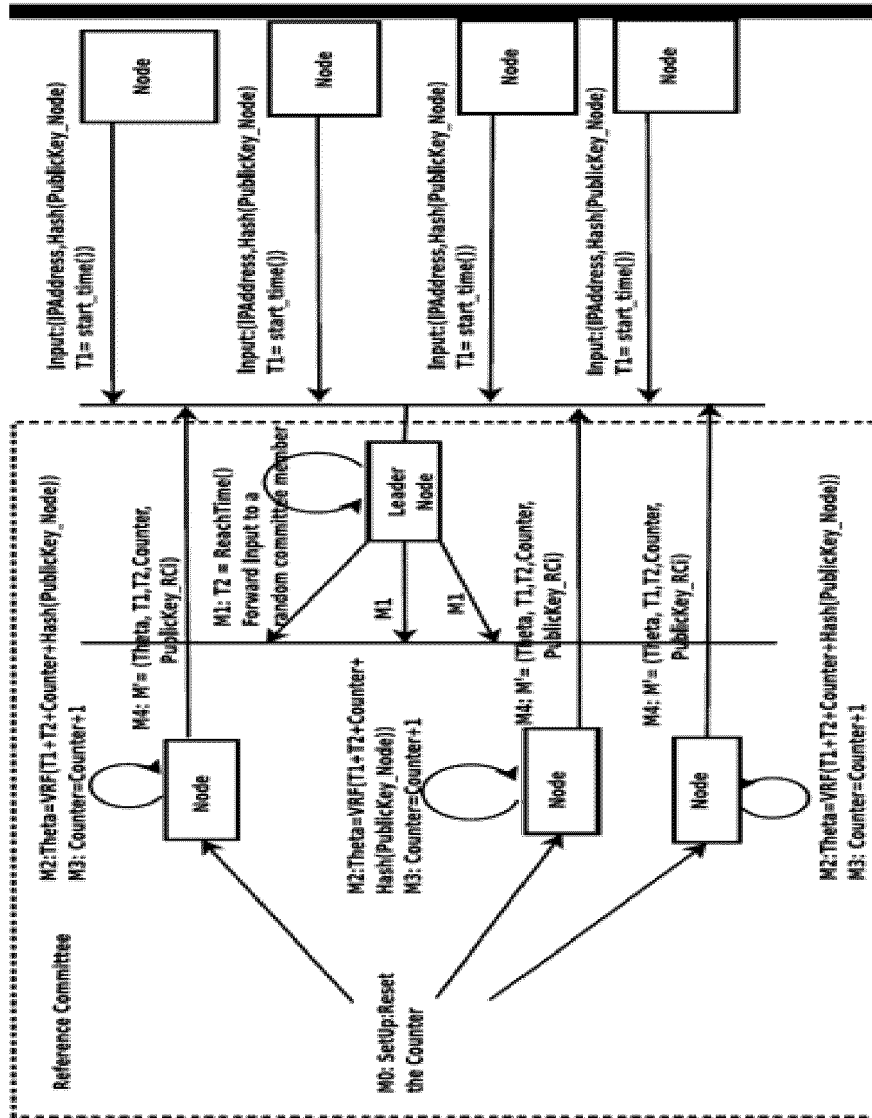 Reference Committee
M0: SetUp:Reset
the Counter
M2:Theta=VRF(T1+T2+Counter+Hash(PublicKey_Node))
M3: Counter=Counter+1
Node
M4: M'= (Theta, T1,T2,Counter,
PublicKey_RCi)
M2:Theta=VRF(T1+T2+Counter+
Hash(PublicKey_Node))
M3: Counter=Counter+1
Node
M4: M'= (Theta, T1,T2,Counter,
PublicKey_RCi)
Node
M2:Theta=VRF(T1+T2+Counter+Hash(PublicKey_Node))
M3: Counter=Counter+1
M4: M'= (Theta, T1,T2,Counter,
PublicKey_RCi)
M1: T2 = ReachTime()
Forward Input to a
random committee member
M1
M1
Leader
Node
Input:(IPAddress,Hash(PublicKey_Node)
T1= start_time())
Node
Input:(IPAddress,Hash(PublicKey_Node)
T1= start_time())
Node
Input:(IPAddress,Hash(PublicKey_Node)
T1= start_time())
Node
Input:(IPAddress,Hash(PublicKey_Node)
T1= start_time())
Node